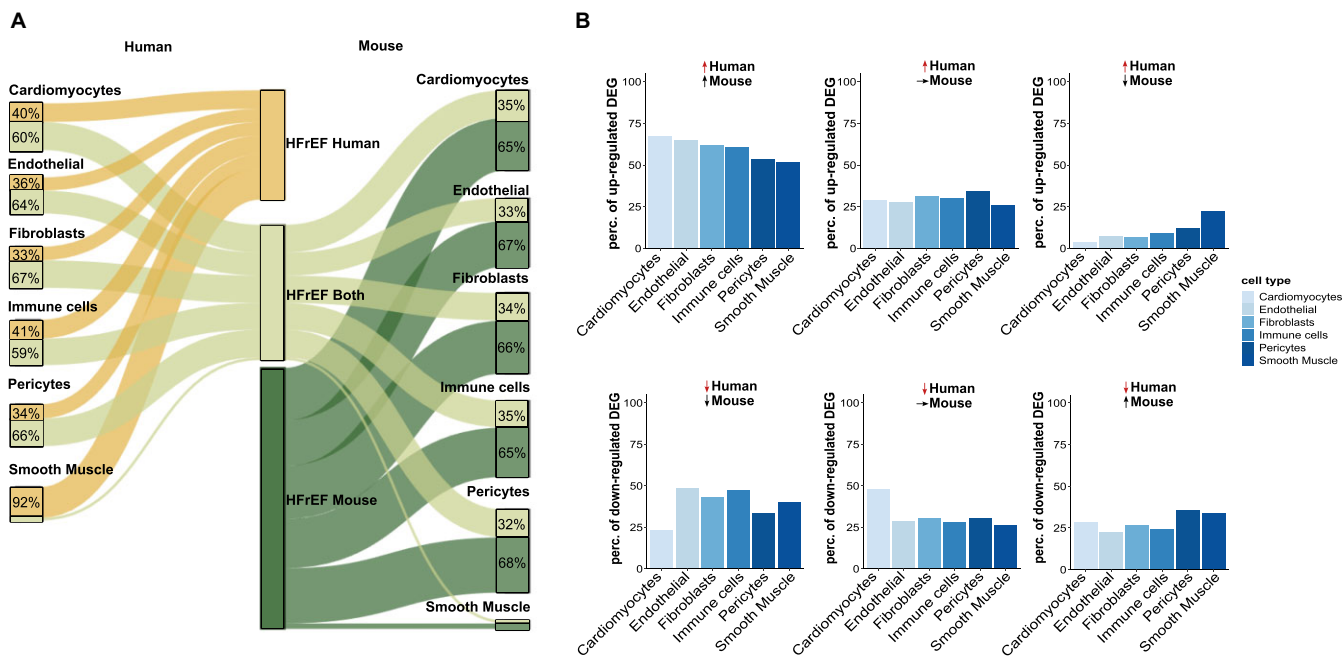 A
Human
Mouse
Cardiomyocytes
40%
60%
Endothelial
36%
64%
Fibroblasts
33%
67%
Immune cells
41%
59%
Pericytes
34%
66%
Smooth Muscle
92%
HFrEF Human
HFrEF Both
HFrEF Mouse
Cardiomyocytes
35%
65%
Endothelial
33%
67%
Fibroblasts
34%
66%
Immune cells
35%
65%
Pericytes
32%
68%
Smooth Muscle
B
↑Human
↑Mouse
perc. of up-regulated DEG
100
75
50
25
0
Cardiomyocytes
Endothelial
Fibroblasts
Immune cells
Pericytes
Smooth Muscle
↑Human
→Mouse
perc. of up-regulated DEG
100
75
50
25
0
Cardiomyocytes
Endothelial
Fibroblasts
Immune cells
Pericytes
Smooth Muscle
↑Human
↓Mouse
perc. of up-regulated DEG
100
75
50
25
0
Cardiomyocytes
Endothelial
Fibroblasts
Immune cells
Pericytes
Smooth Muscle
cell type
Cardiomyocytes
Endothelial
Fibroblasts
Immune cells
Pericytes
Smooth Muscle
↓Human
↓Mouse
perc. of down-regulated DEG
100
75
50
25
0
Cardiomyocytes
Endothelial
Fibroblasts
Immune cells
Pericytes
Smooth Muscle
↓Human
→Mouse
perc. of down-regulated DEG
100
75
50
25
0
Cardiomyocytes
Endothelial
Fibroblasts
Immune cells
Pericytes
Smooth Muscle
↓Human
↑Mouse
perc. of down-regulated DEG
100
75
50
25
0
Cardiomyocytes
Endothelial
Fibroblasts
Immune cells
Pericytes
Smooth Muscle